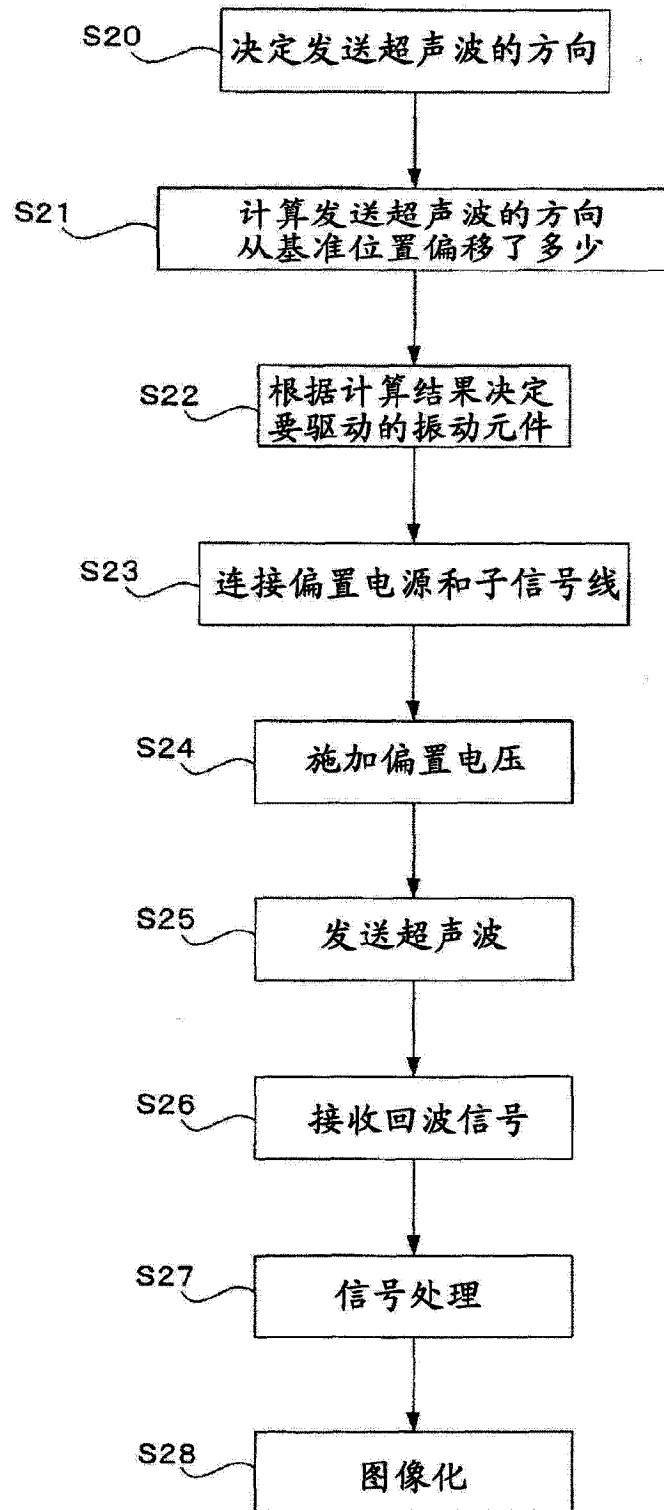 S20
决定发送超声波的方向
S21
计算发送超声波的方向
从基准位置偏移了多少
S22
根据计算结果决定
要驱动的振动元件
S23
连接偏置电源和子信号线
S24
施加偏置电压
S25
发送超声波
S26
接收回波信号
S27
信号处理
S28
图像化